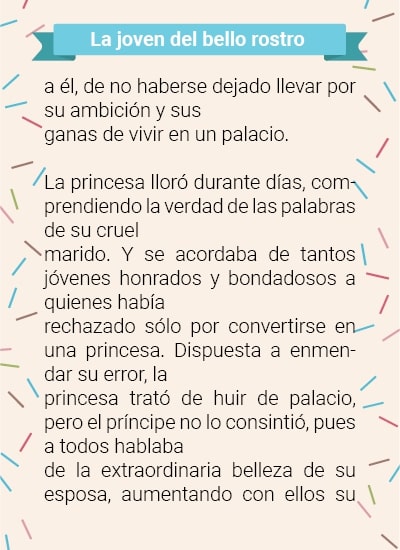 La joven del bello rostro
a él, de no haberse dejado llevar por
su ambición y sus
ganas de vivir en un palacio.
La princesa lloró durante días, com-
prendiendo la verdad de las palabras
de su cruel
marido. Y se acordaba de tantos
jóvenes honrados y bondadosos a
quienes había
rechazado sólo por convertirse en
una princesa. Dispuesta a enmen-
dar su error, la
princesa trató de huir de palacio,
pero el príncipe no lo consintió, pues
a todos hablaba
de la extraordinaria belleza de su
esposa, aumentando con ellos su